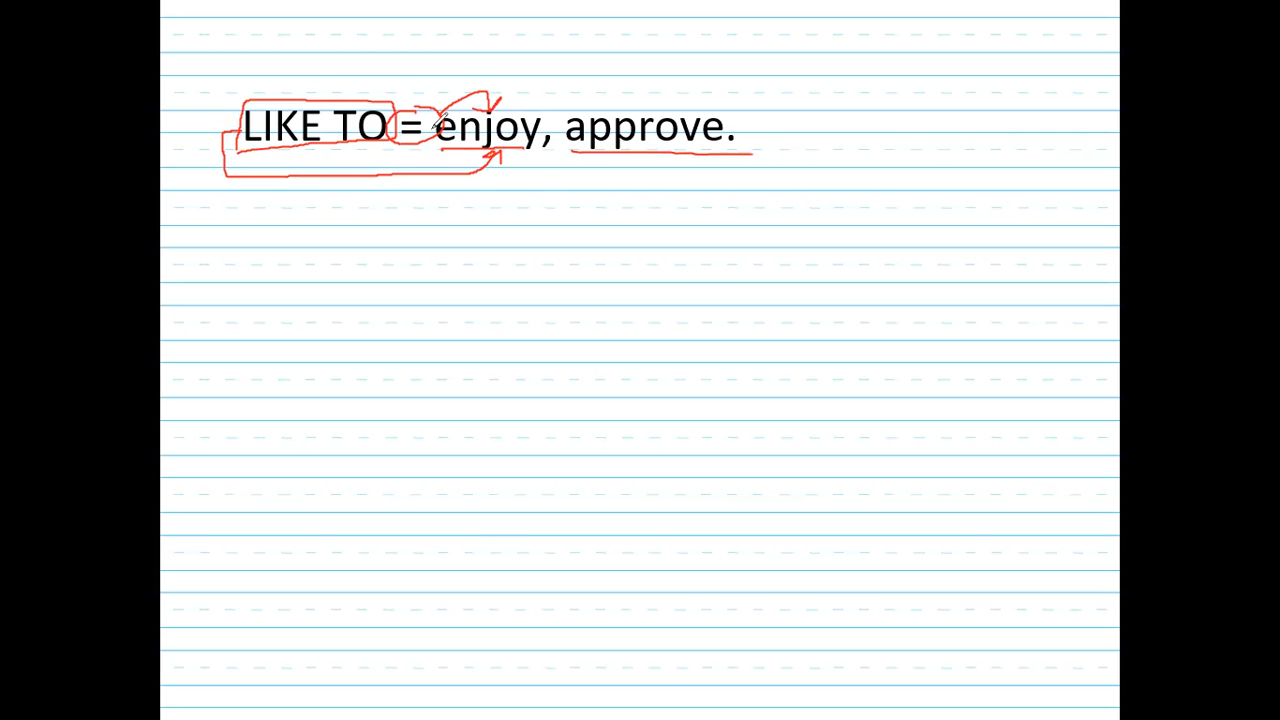 LIKE TO = enjoy, approve.